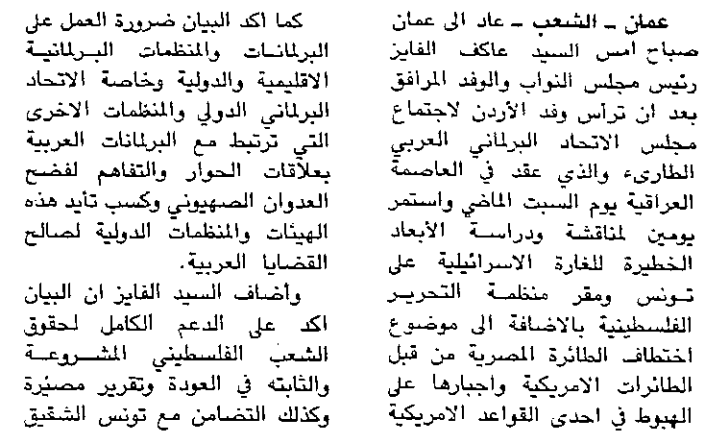 عمان ــ الشعب ــ عاد الى عمان
صباح امس السيد عاكف الفايز
رئيس مجلس النواب والوفد المرافق
بعد ان ترأس وفد الأردن لاجتماع
مجلس الاتحاد البرلماني العربي
الطاريء والذي عقد في العاصمة
العراقية يوم السبت الماضي واستمر
يومين لمناقشة ودراسة الأبعاد
الخطيرة للغارة الاسرائيلية على
تونس ومقر منظمة التحرير
الفلسطينية بالاضافة الى موضوع
اختطاف الطائرة المصرية من قبل
الطائرات الامريكية واجبارها على
الهبوط في احدى القواعد الامريكية
كما اكد البيان ضرورة العمل على
البرلمانات والمنظمات البرلمانية
الاقليمية والدولية وخاصة الاتحاد
البرلماني الدولي والمنظمات الاخرى
التي ترتبط مع البرلمانات العربية
بعلاقات الحوار والتفاهم لفضح
العدوان الصهيوني وكسب تأيد هذه
الهيئات والمنظمات الدولية لصالح
القضايا العربية.
وأضاف السيد الفايز ان البيان
اكد على الدعم الكامل لحقوق
الشعب الفلسطيني المشروعة
والثابته في العودة وتقرير مصيره
وكذلك التضامن مع تونس الشقيق